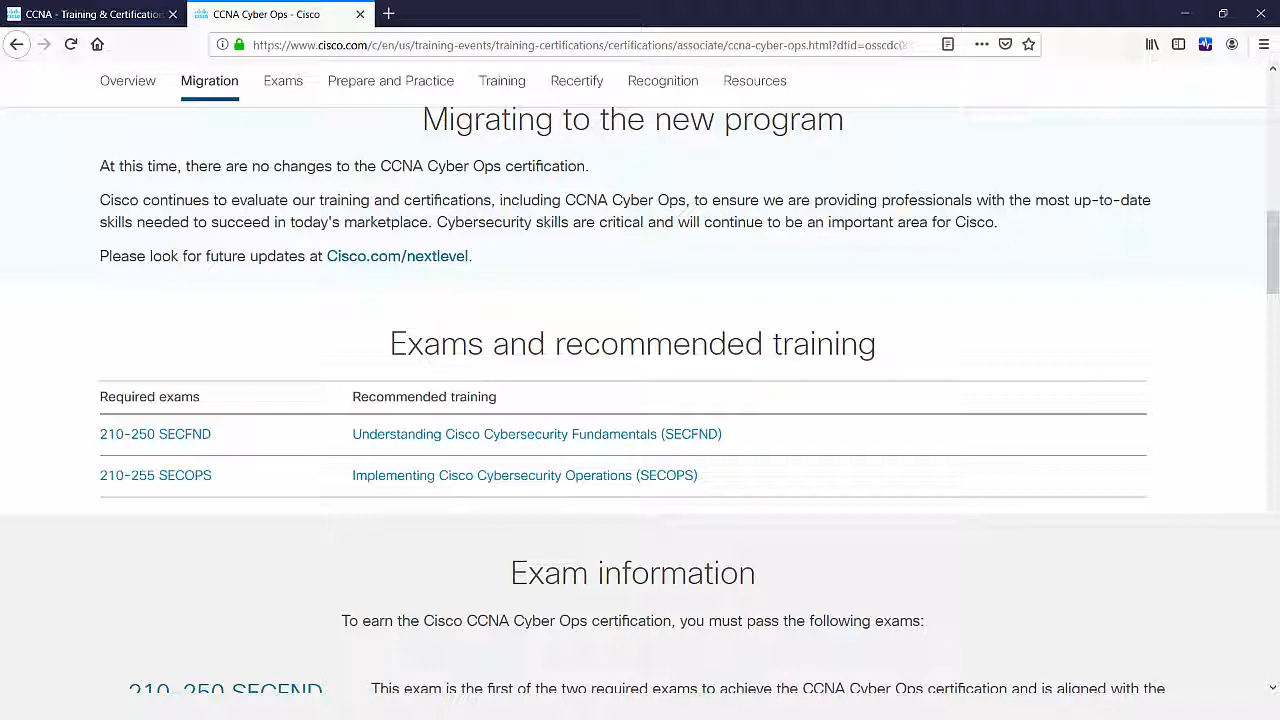 CCNA - Training & Certification
CCNA Cyber Ops - Cisco
https://www.cisco.com/c/en/us/training-events/training-certifications/certifications/associate/ccna-cyber-ops.html?dtid=osscdc
Overview
Migration
Exams
Prepare and Practice
Training
Recertify
Recognition
Resources
Migrating to the new program
At this time, there are no changes to the CCNA Cyber Ops certification.
Cisco continues to evaluate our training and certifications, including CCNA Cyber Ops, to ensure we are providing professionals with the most up-to-date
skills needed to succeed in today's marketplace. Cybersecurity skills are critical and will continue to be an important area for Cisco.
Please look for future updates at Cisco.com/nextlevel.
Exams and recommended training
Required exams
Recommended training
210-250 SECFND
Understanding Cisco Cybersecurity Fundamentals (SECFND)
210-255 SECOPS
Implementing Cisco Cybersecurity Operations (SECOPS)
Exam information
To earn the Cisco CCNA Cyber Ops certification, you must pass the following exams:
210-250 SECFND
This exam is the first of the two required exams to achieve the CCNA Cyber Ops certification and is aligned with the